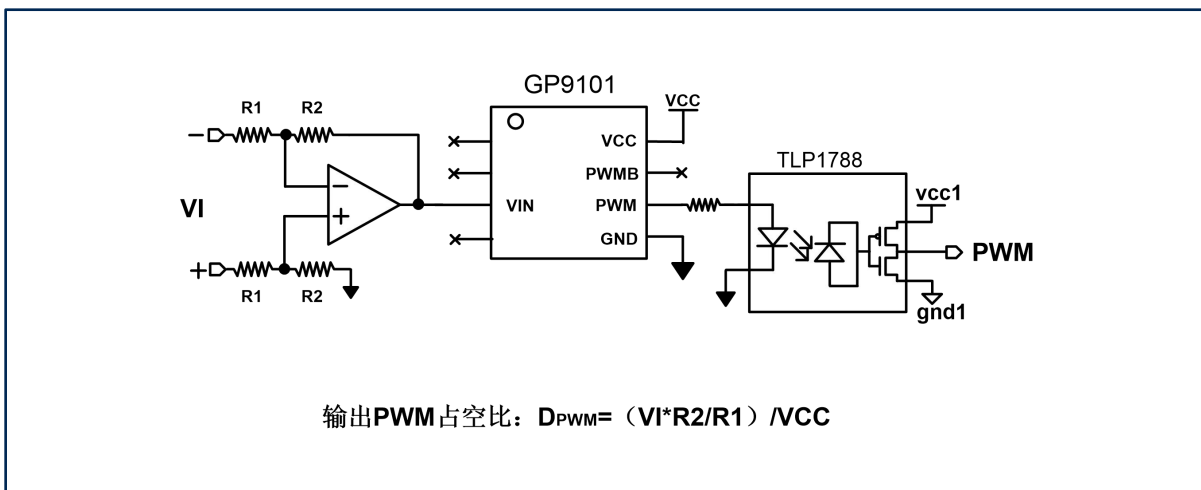 GP9101
R1 R2
VCC
VCC
TLP1788
PWMB
vcc1
VI
VIN
PWM
PWM
GND
R1 R2
gnd1
输出PWM占空比：DPWM=（VI*R2/R1）/VCC